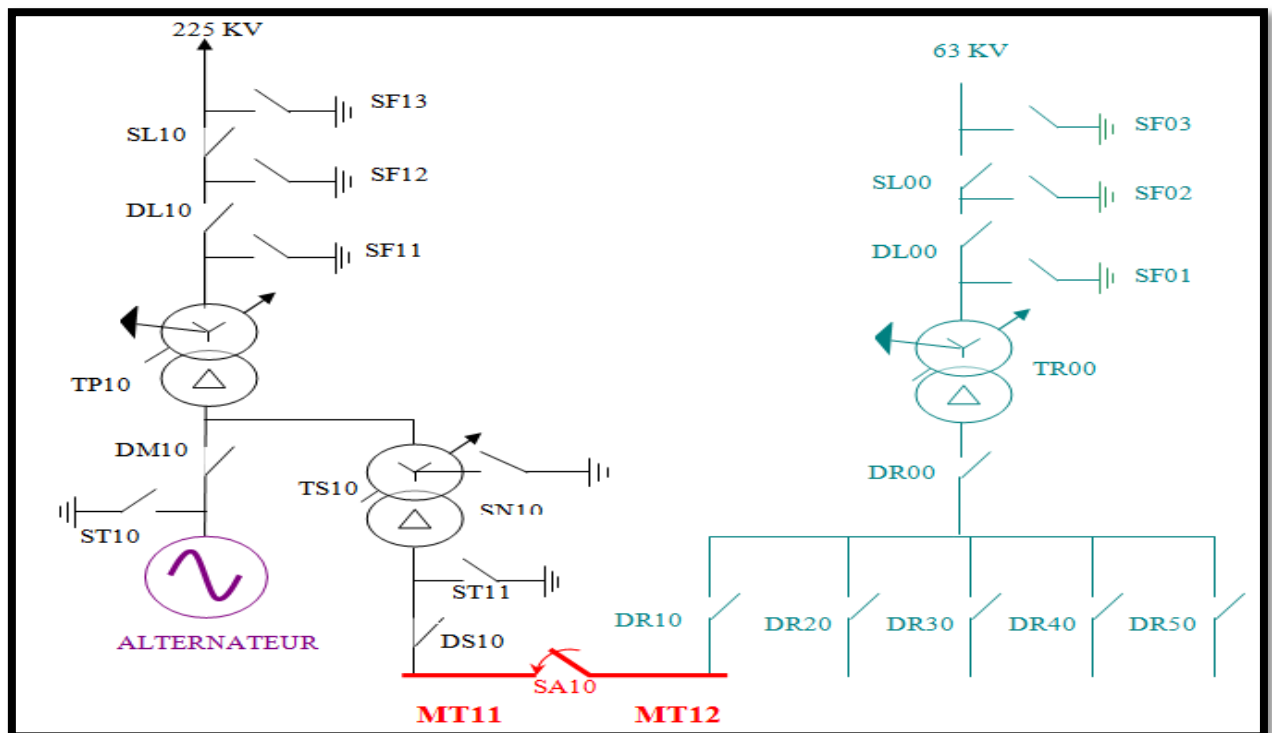 225 KV
63 KV
SF13
SF03
SL10
SF12
SL00
SF02
DL10
SF11
DL00
SF01
TP10
TR00
DM10
DR00
TS10
SN10
ST10
ST11
ALTERNATEUR
DS10
DR10
DR20
DR30
DR40
DR50
SA10
MT11
MT12